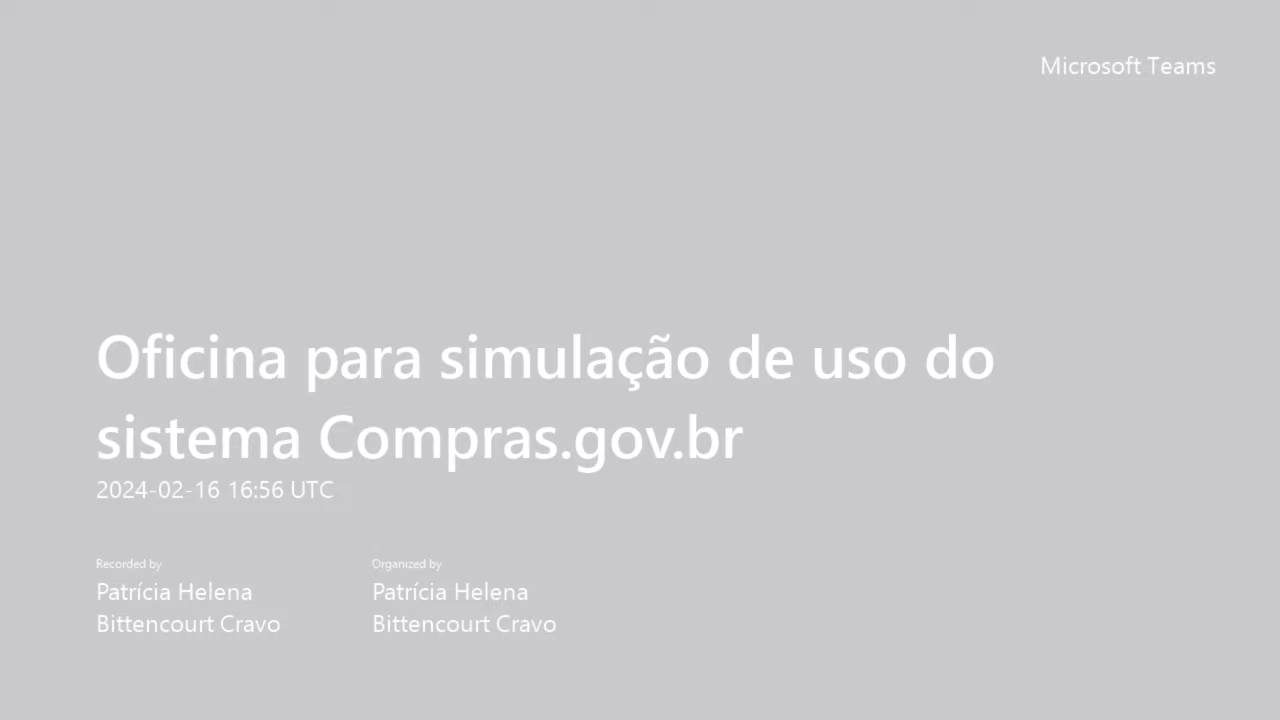 Microsoft Teams
Oficina para simulação de uso do
sistema Compras.gov.br
2024-02-16 16:56 UTC
Recorded by
Patrícia Helena
Bittencourt Cravo
Organized by
Patrícia Helena
Bittencourt Cravo